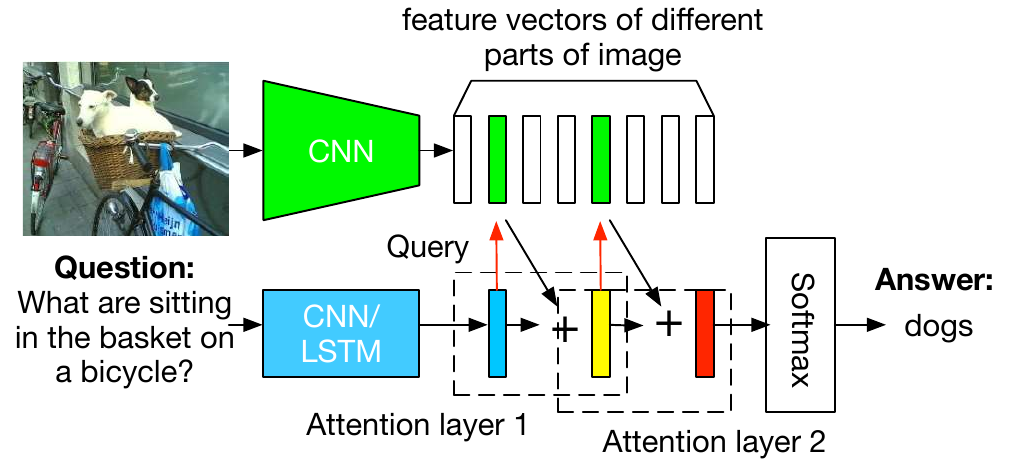 feature vectors of different
parts of image
CNN
Query
Question:
What are sitting
in the basket on
a bicycle?
CNN/
LSTM
+
+
Softmax
Answer:
dogs
Attention layer 1
Attention layer 2